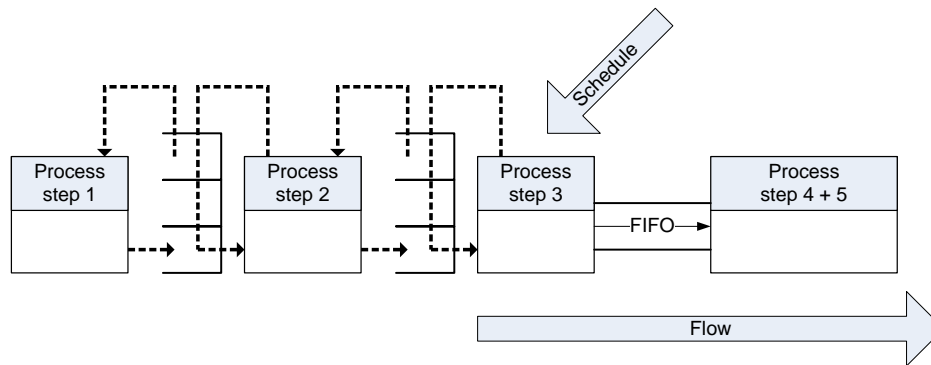 Schedule
Process
step 1
Process
step 2
Process
step 3
Process
step 4 + 5
FIFO
Flow